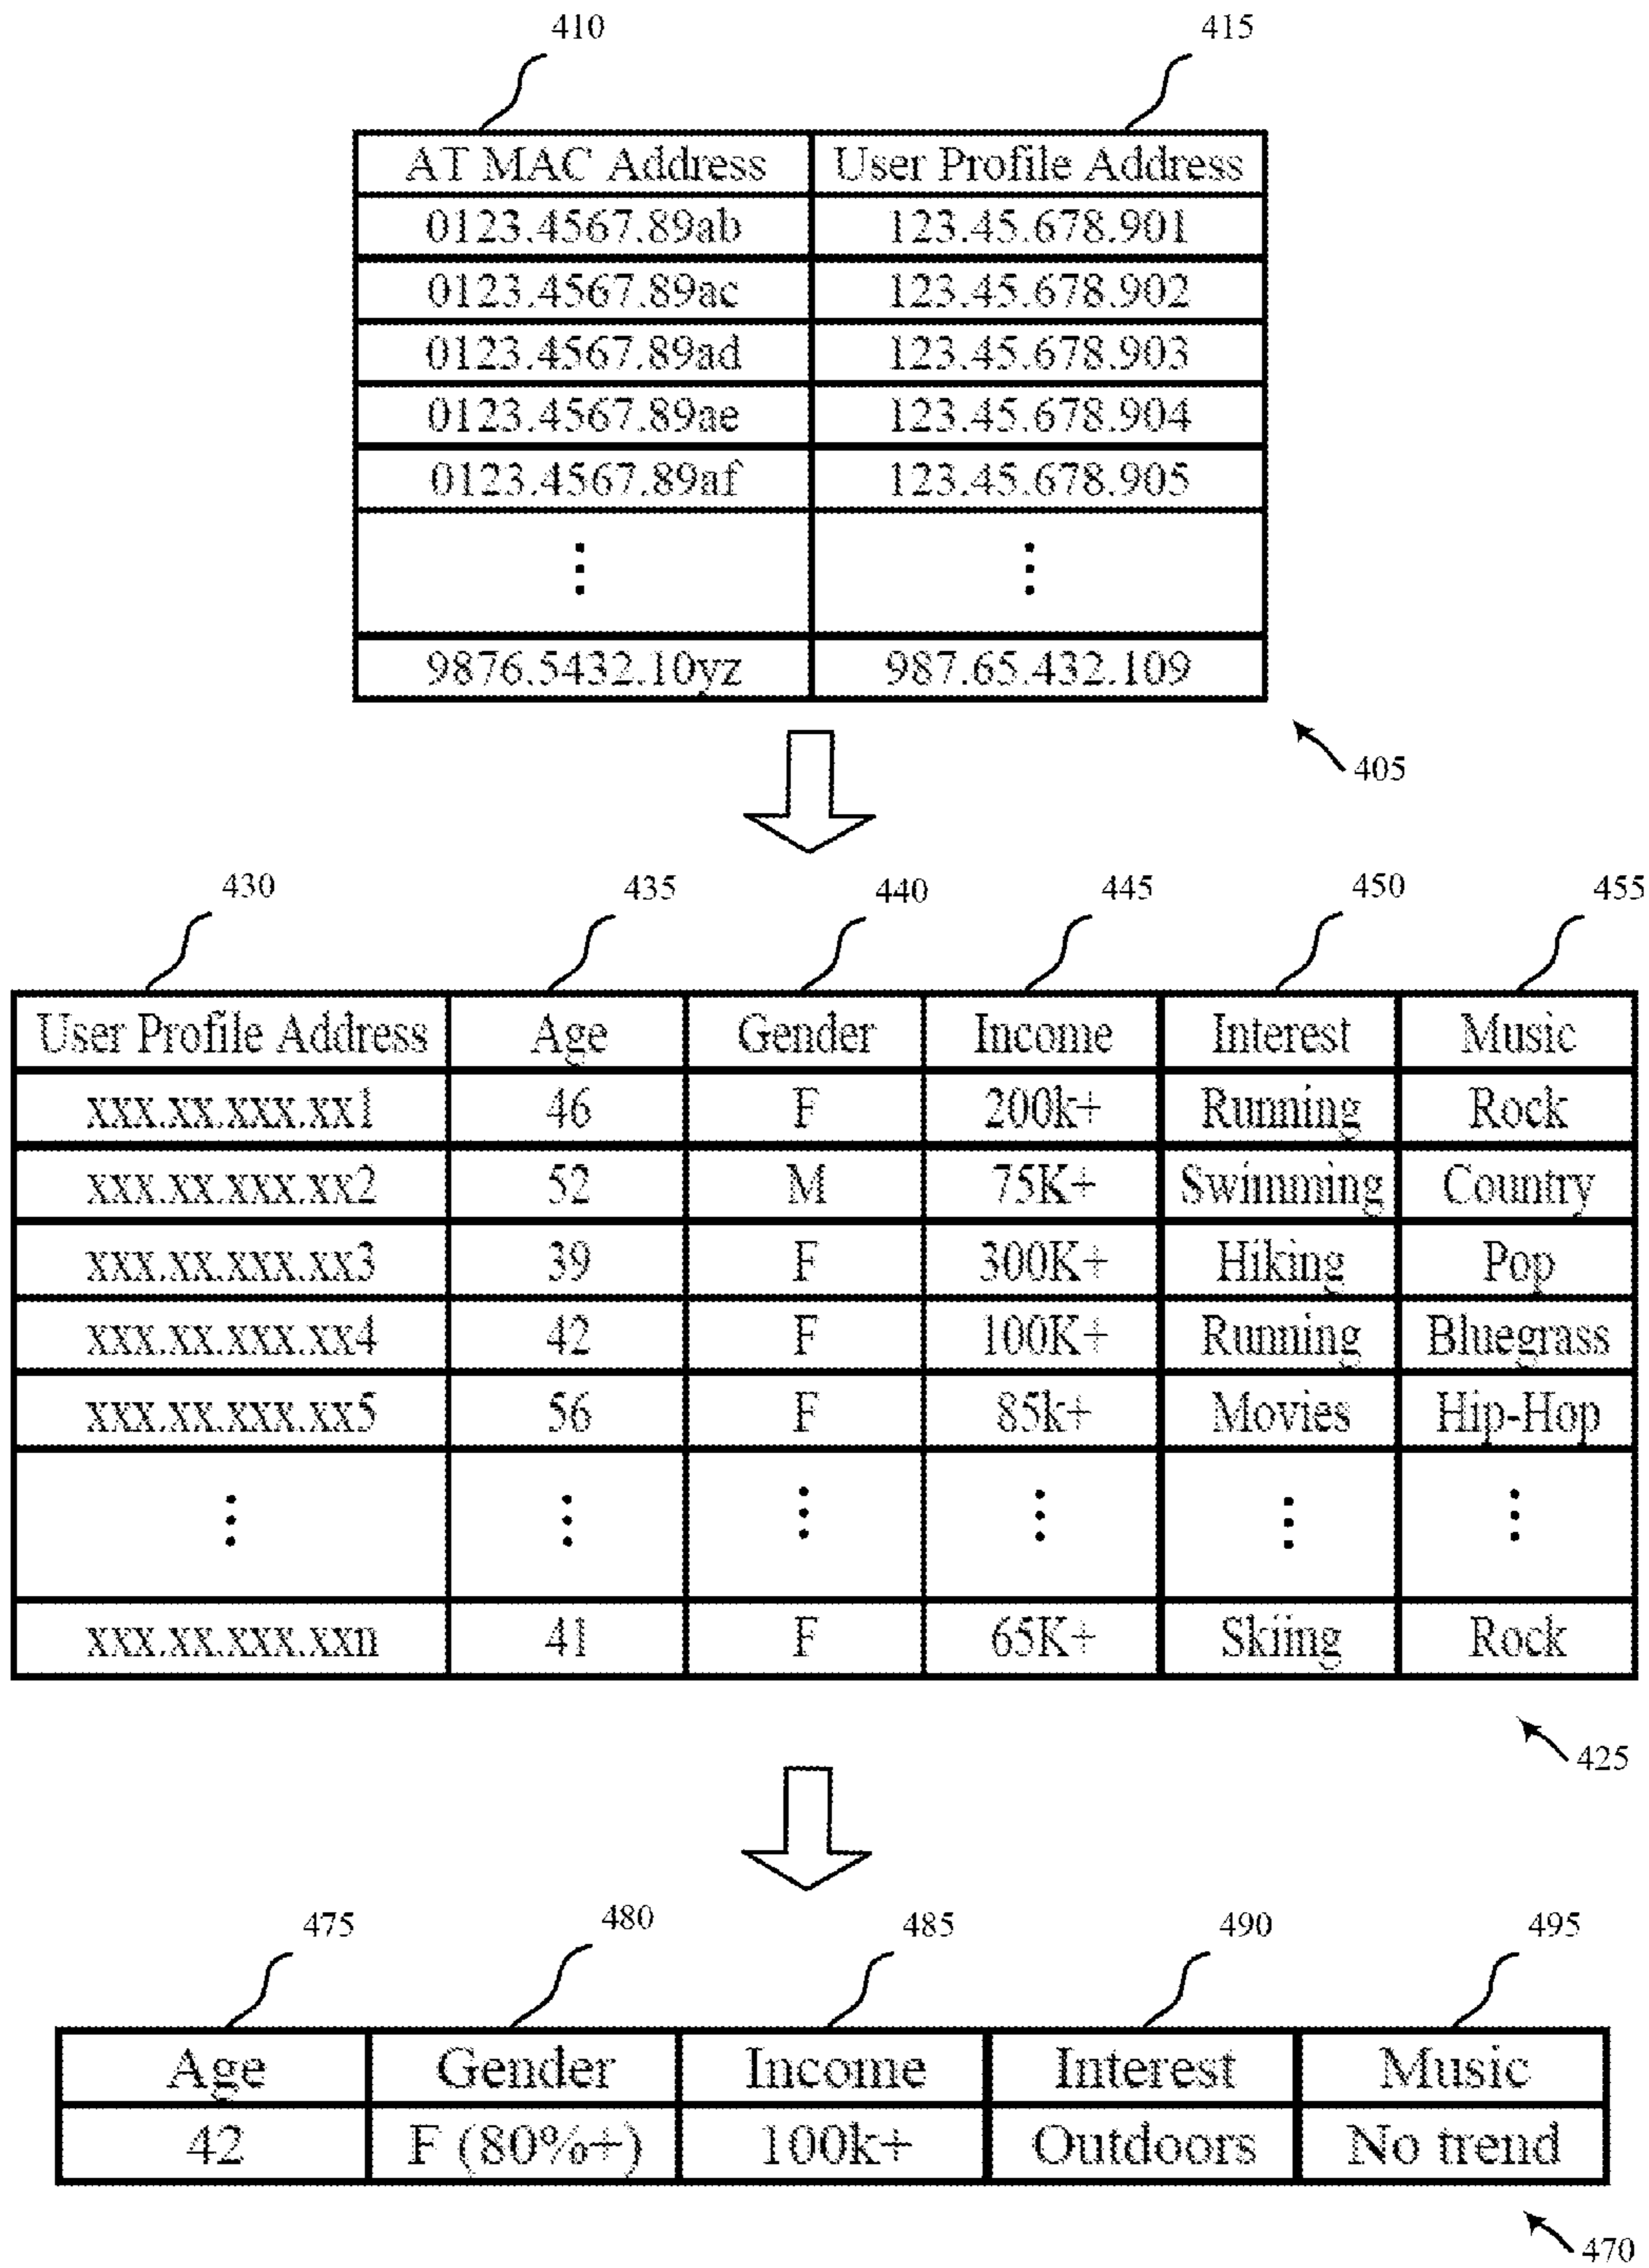 410 415
AT MAC Address User Profile Address
0123.4567.89ab 123.45.678.901
0123.4567.89ac 123.45.678.902
0123.4567.89ad 123.45.678.903
0123.4567.89ae 123.45.678.904
0123.4567.89af 123.45.678.905
9876.5432.10yz 987.65.432.109
405
430 435 440 445 450 455
User Profile Address Age Gender Income Interest Music
xxx.xx.xxx.xx1 46 F 200k+ Running Rock
xxx.xx.xxx.xx2 52 M 75K+ Swimming Country
xxx.xx.xxx.xx3 39 F 300K+ Hiking Pop
xxx.xx.xxx.xx4 42 F 100K+ Running Bluegrass
xxx.xx.xxx.xx5 56 F 85k+ Movies Hip-Hop
xxx.xx.xxx.xxn 41 F 65K+ Skiing Rock
425
475 480 485 490 495
Age Gender Income Interest Music
42 F (80%+) 100k+ Outdoors No trend
470